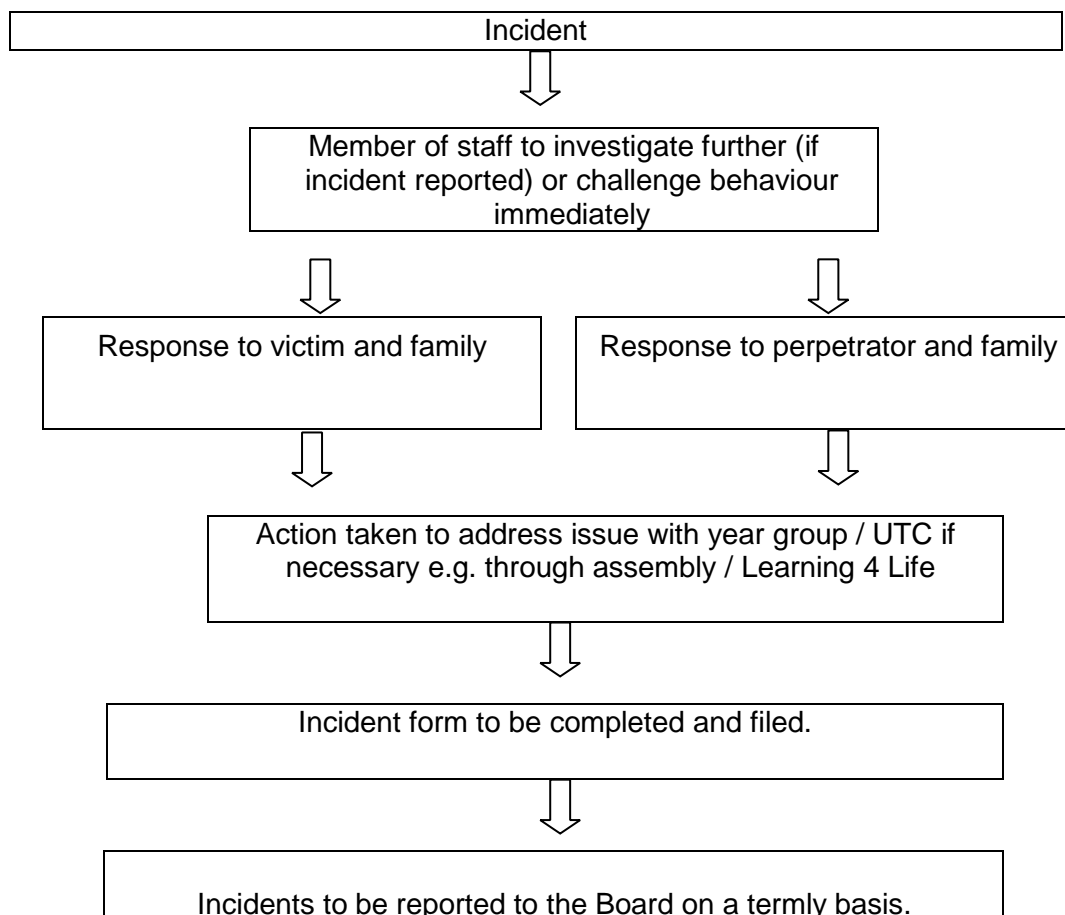 Incident
Member of staff to investigate further (if
incident reported) or challenge behaviour
immediately
Response to victim and family
Response to perpetrator and family
Action taken to address issue with year group / UTC if
necessary e.g. through assembly / Learning 4 Life
Incident form to be completed and filed.
Incidents to be reported to the Board on a termly basis.